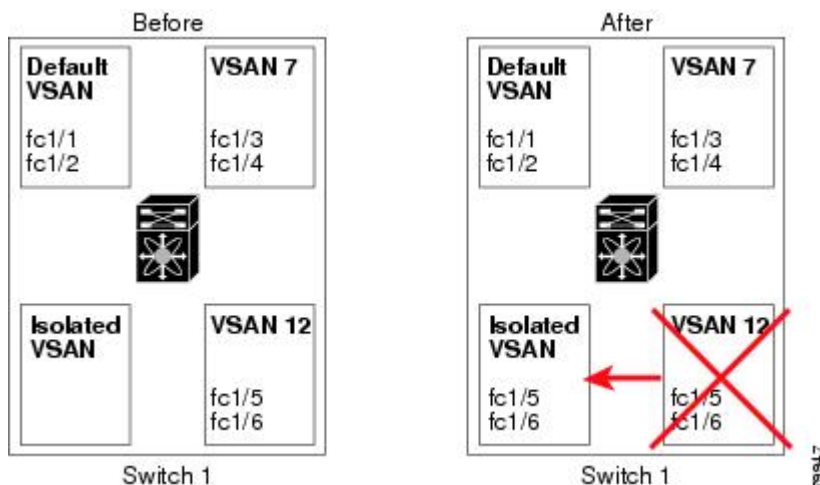 Before
Default
VSAN
fc1/1
fc1/2
VSAN 7
fc1/3
fc1/4
Isolated
VSAN
VSAN 12
fc1/5
fc1/6
Switch 1
After
Default
VSAN
fc1/1
fc1/2
VSAN 7
fc1/3
fc1/4
Isolated
VSAN
fc1/5
fc1/6
VSAN 12
fc1/5
fc1/6
Switch 1